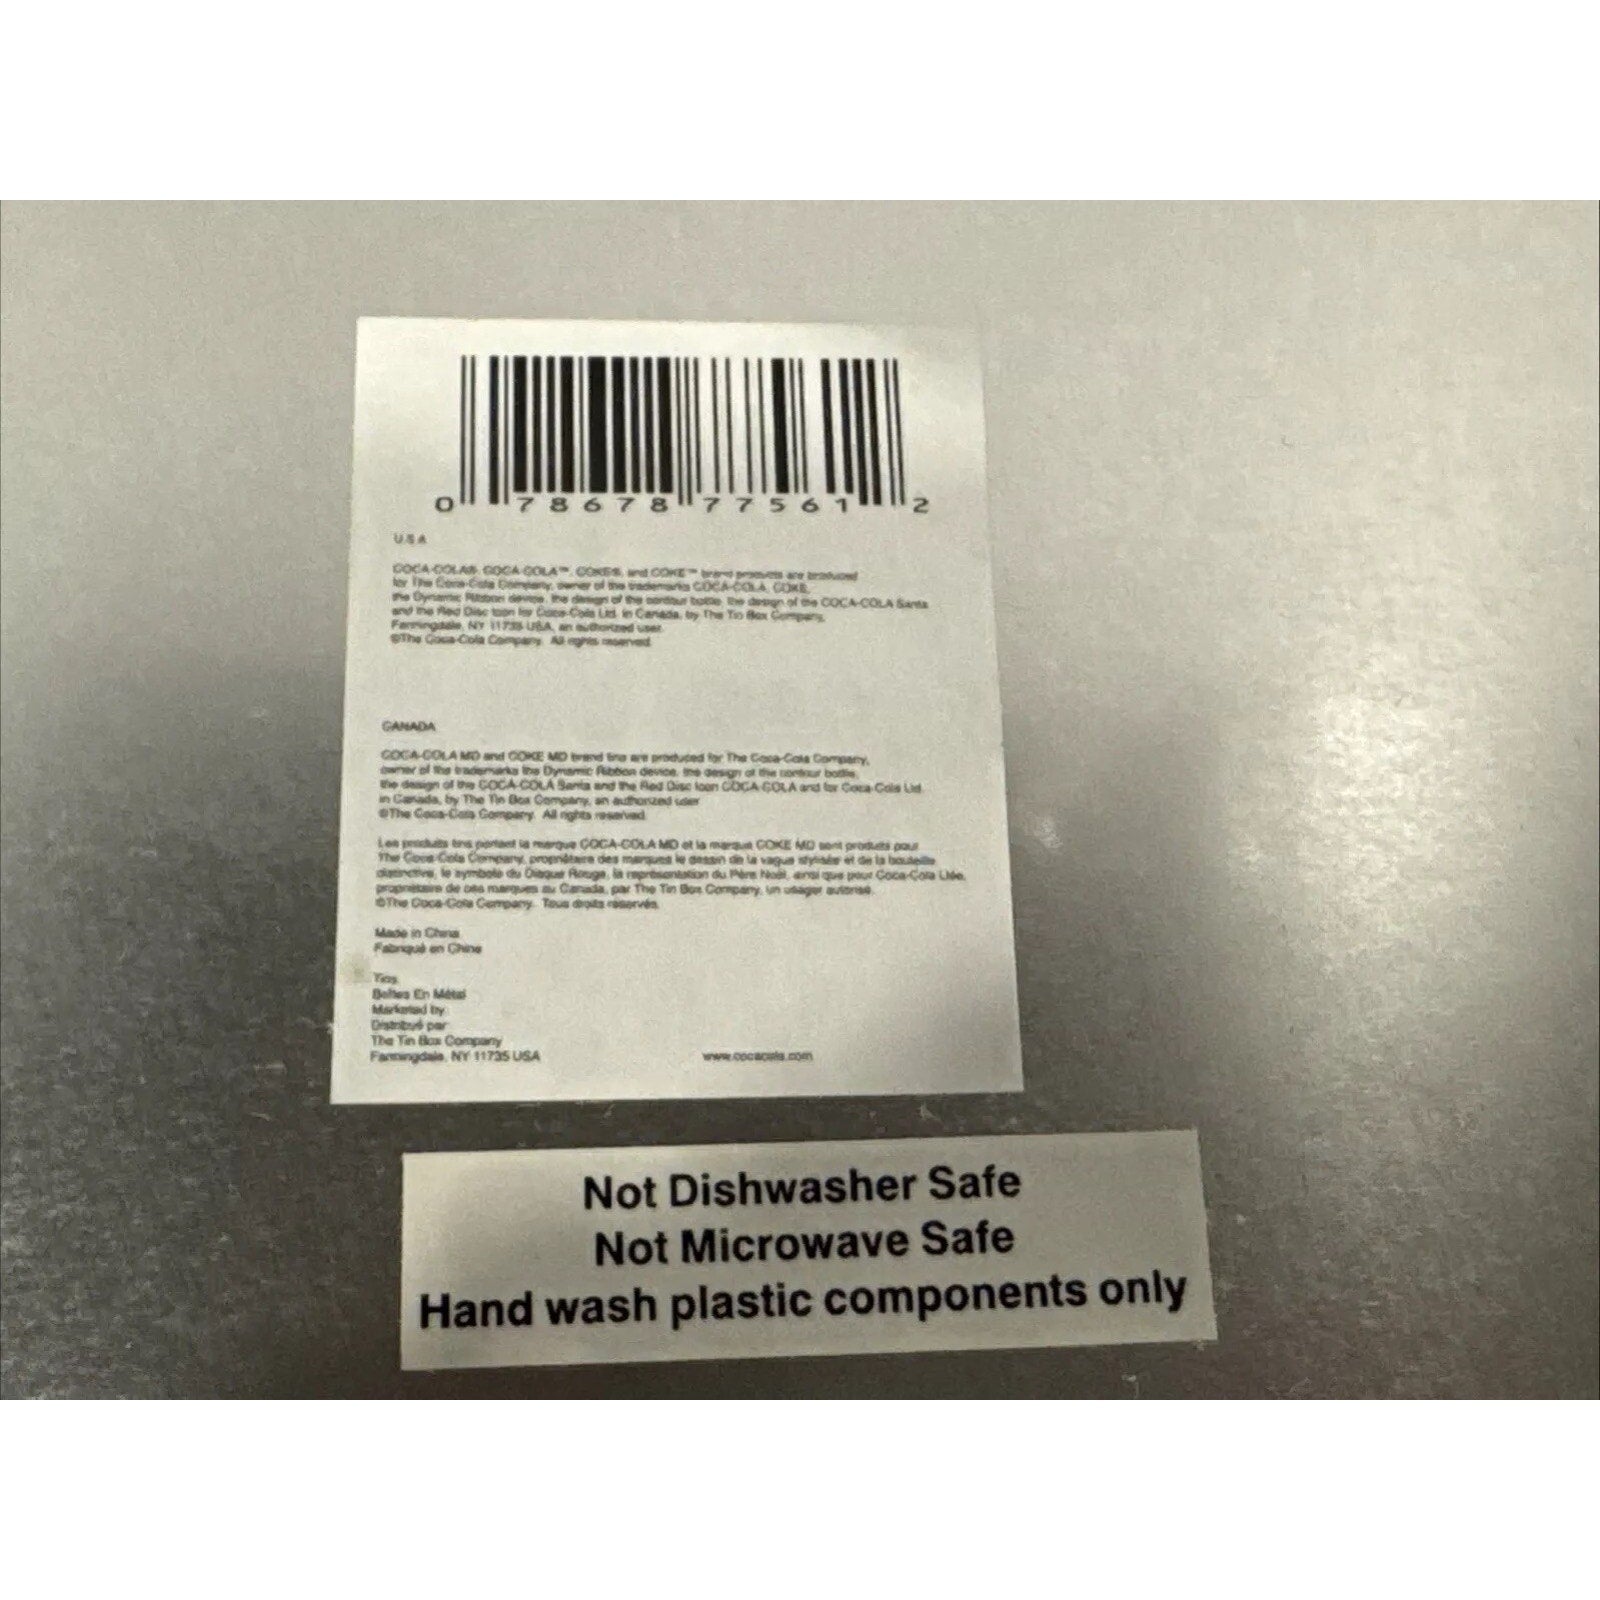 0 78678 77561 2
USA
COCA-COLA®, COCA-COLA™, COKE®, and COKE™ brand products are produced
for The Coca-Cola Company, owner of the trademarks COCA-COLA, COKE,
the Dynamic Ribbon device, the design of the contour bottle, the design of the COCA-COLA Santa
and the Red Disc Icon for Coca-Cola Ltd. in Canada, by The Tin Box Company,
Farmingdale, NY 11735 USA, an authorized user.
©The Coca-Cola Company. All rights reserved.
CANADA
COCA-COLA MD and COKE MD brand tins are produced for The Coca-Cola Company,
owner of the trademarks the Dynamic Ribbon device, the design of the contour bottle,
the design of the COCA-COLA Santa and the Red Disc Icon COCA-COLA and for Coca-Cola Ltd.
in Canada, by The Tin Box Company, an authorized user
©The Coca-Cola Company. All rights reserved.
Les produits tins portant la marque COCA-COLA MD et la marque COKE MD sont produits pour
The Coca-Cola Company, propriétaire des marques le dessin de la vague stylisée et de la bouteille
distinctive, le symbole du Disque Rouge, la représentation du Père Noël, ainsi que pour Coca-Cola Ltée,
propriétaire de ces marques au Canada, par The Tin Box Company, un usager autorisé.
©The Coca-Cola Company. Tous droits réservés.
Made in China
Fabriqué en Chine
Tins
Boîtes En Métal
Marketed by
Distribué par
The Tin Box Company
Farmingdale, NY 11735 USA
www.cocacola.com
Not Dishwasher Safe
Not Microwave Safe
Hand wash plastic components only